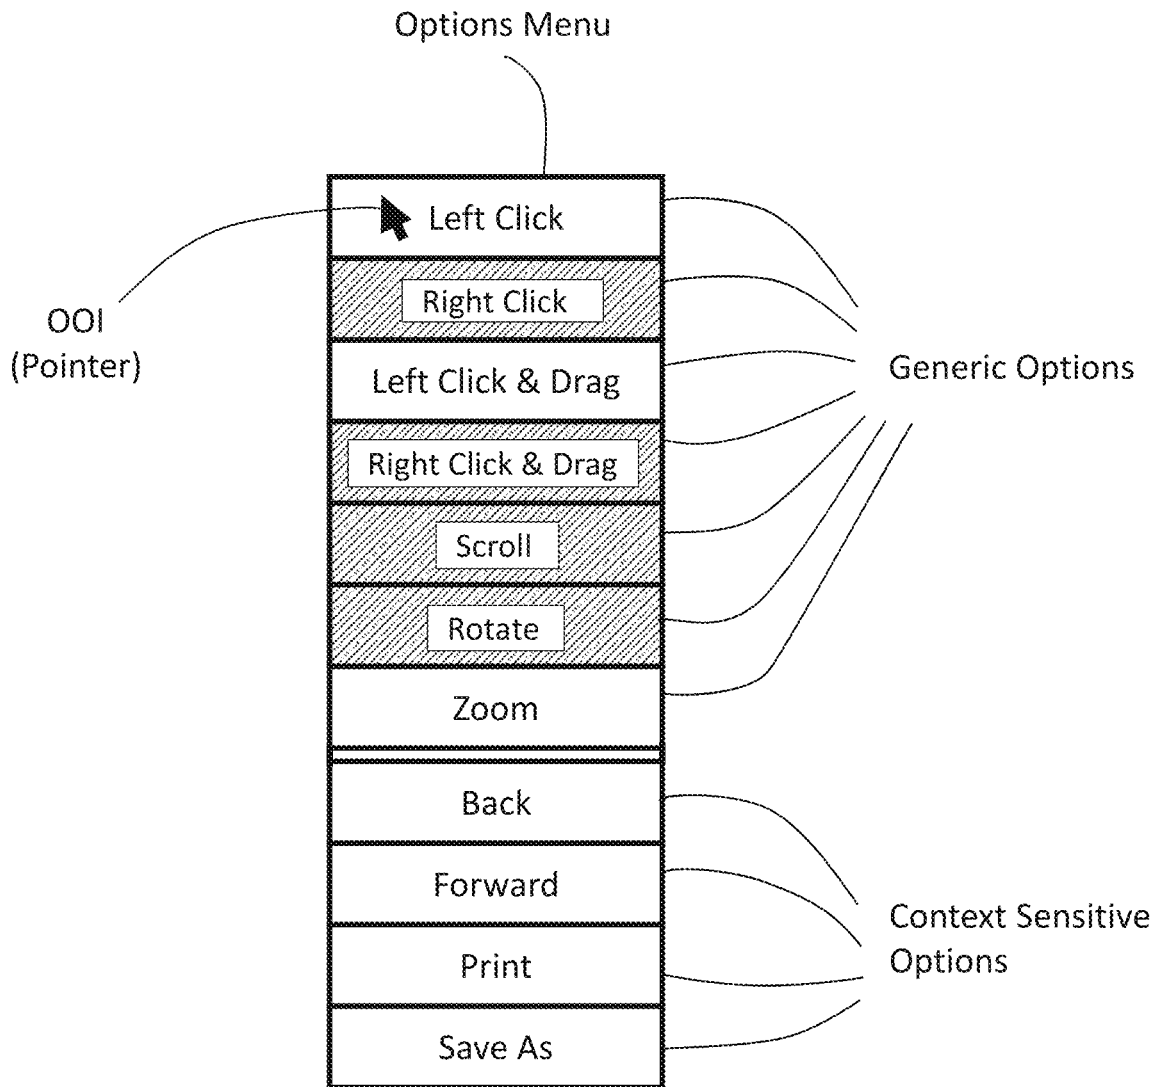 Options Menu
Left Click
Right Click
OOI
(Pointer)
Left Click & Drag
Generic Options
Right Click & Drag
Scroll
Rotate
Zoom
Back
Forward
Context Sensitive
Options
Print
Save As